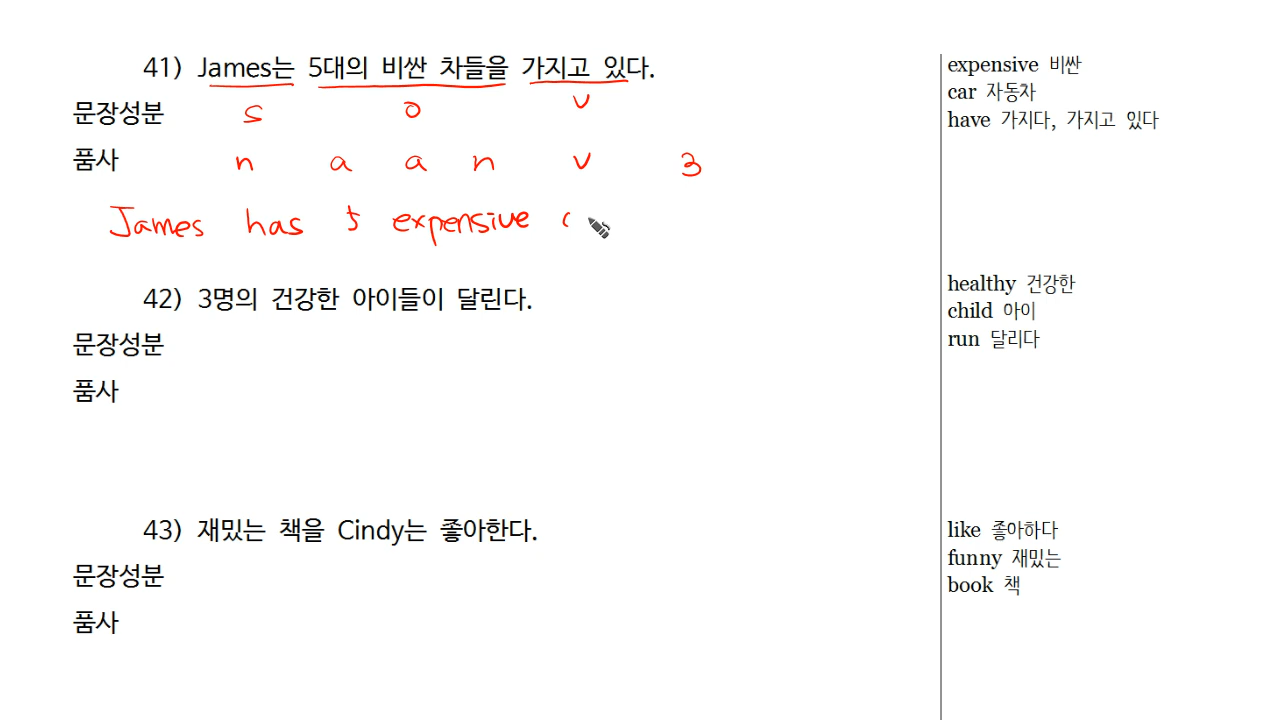 41) James는 5대의 비싼 차들을 가지고 있다.
문장성분 s o v
품사 n a a n v 3
James has 5 expensive c
42) 3명의 건강한 아이들이 달린다.
문장성분
품사
43) 재밌는 책을 Cindy는 좋아한다.
문장성분
품사
expensive 비싼
car 자동차
have 가지다, 가지고 있다
healthy 건강한
child 아이
run 달리다
like 좋아하다
funny 재밌는
book 책